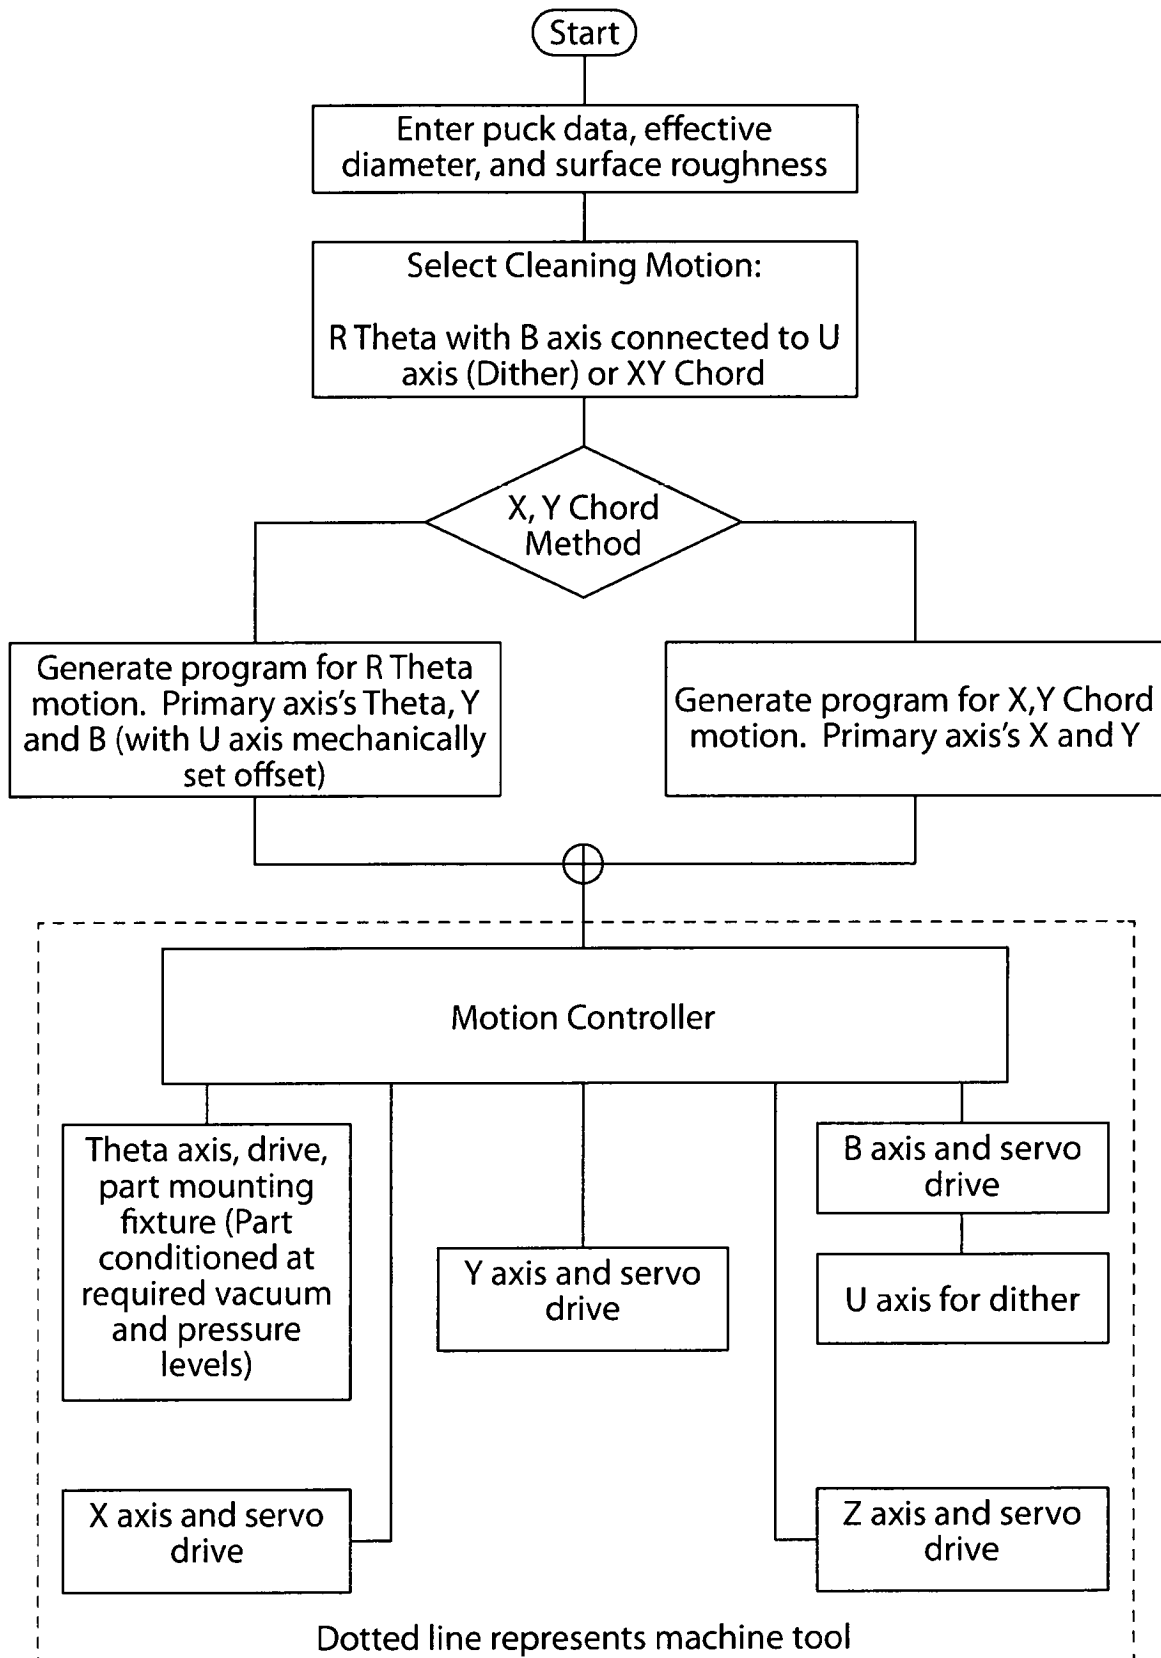 Start
Enter puck data, effective
diameter, and surface roughness
Select Cleaning Motion:
R Theta with B axis connected to U
axis (Dither) or XY Chord
X, Y Chord
Method
Generate program for R Theta
motion. Primary axis's Theta, Y
and B (with U axis mechanically
set offset)
Generate program for X,Y Chord
motion. Primary axis's X and Y
Motion Controller
Theta axis, drive,
part mounting
fixture (Part
conditioned at
required vacuum
and pressure
levels)
B axis and servo
drive
Y axis and servo
drive
U axis for dither
X axis and servo
drive
Z axis and servo
drive
Dotted line represents machine tool